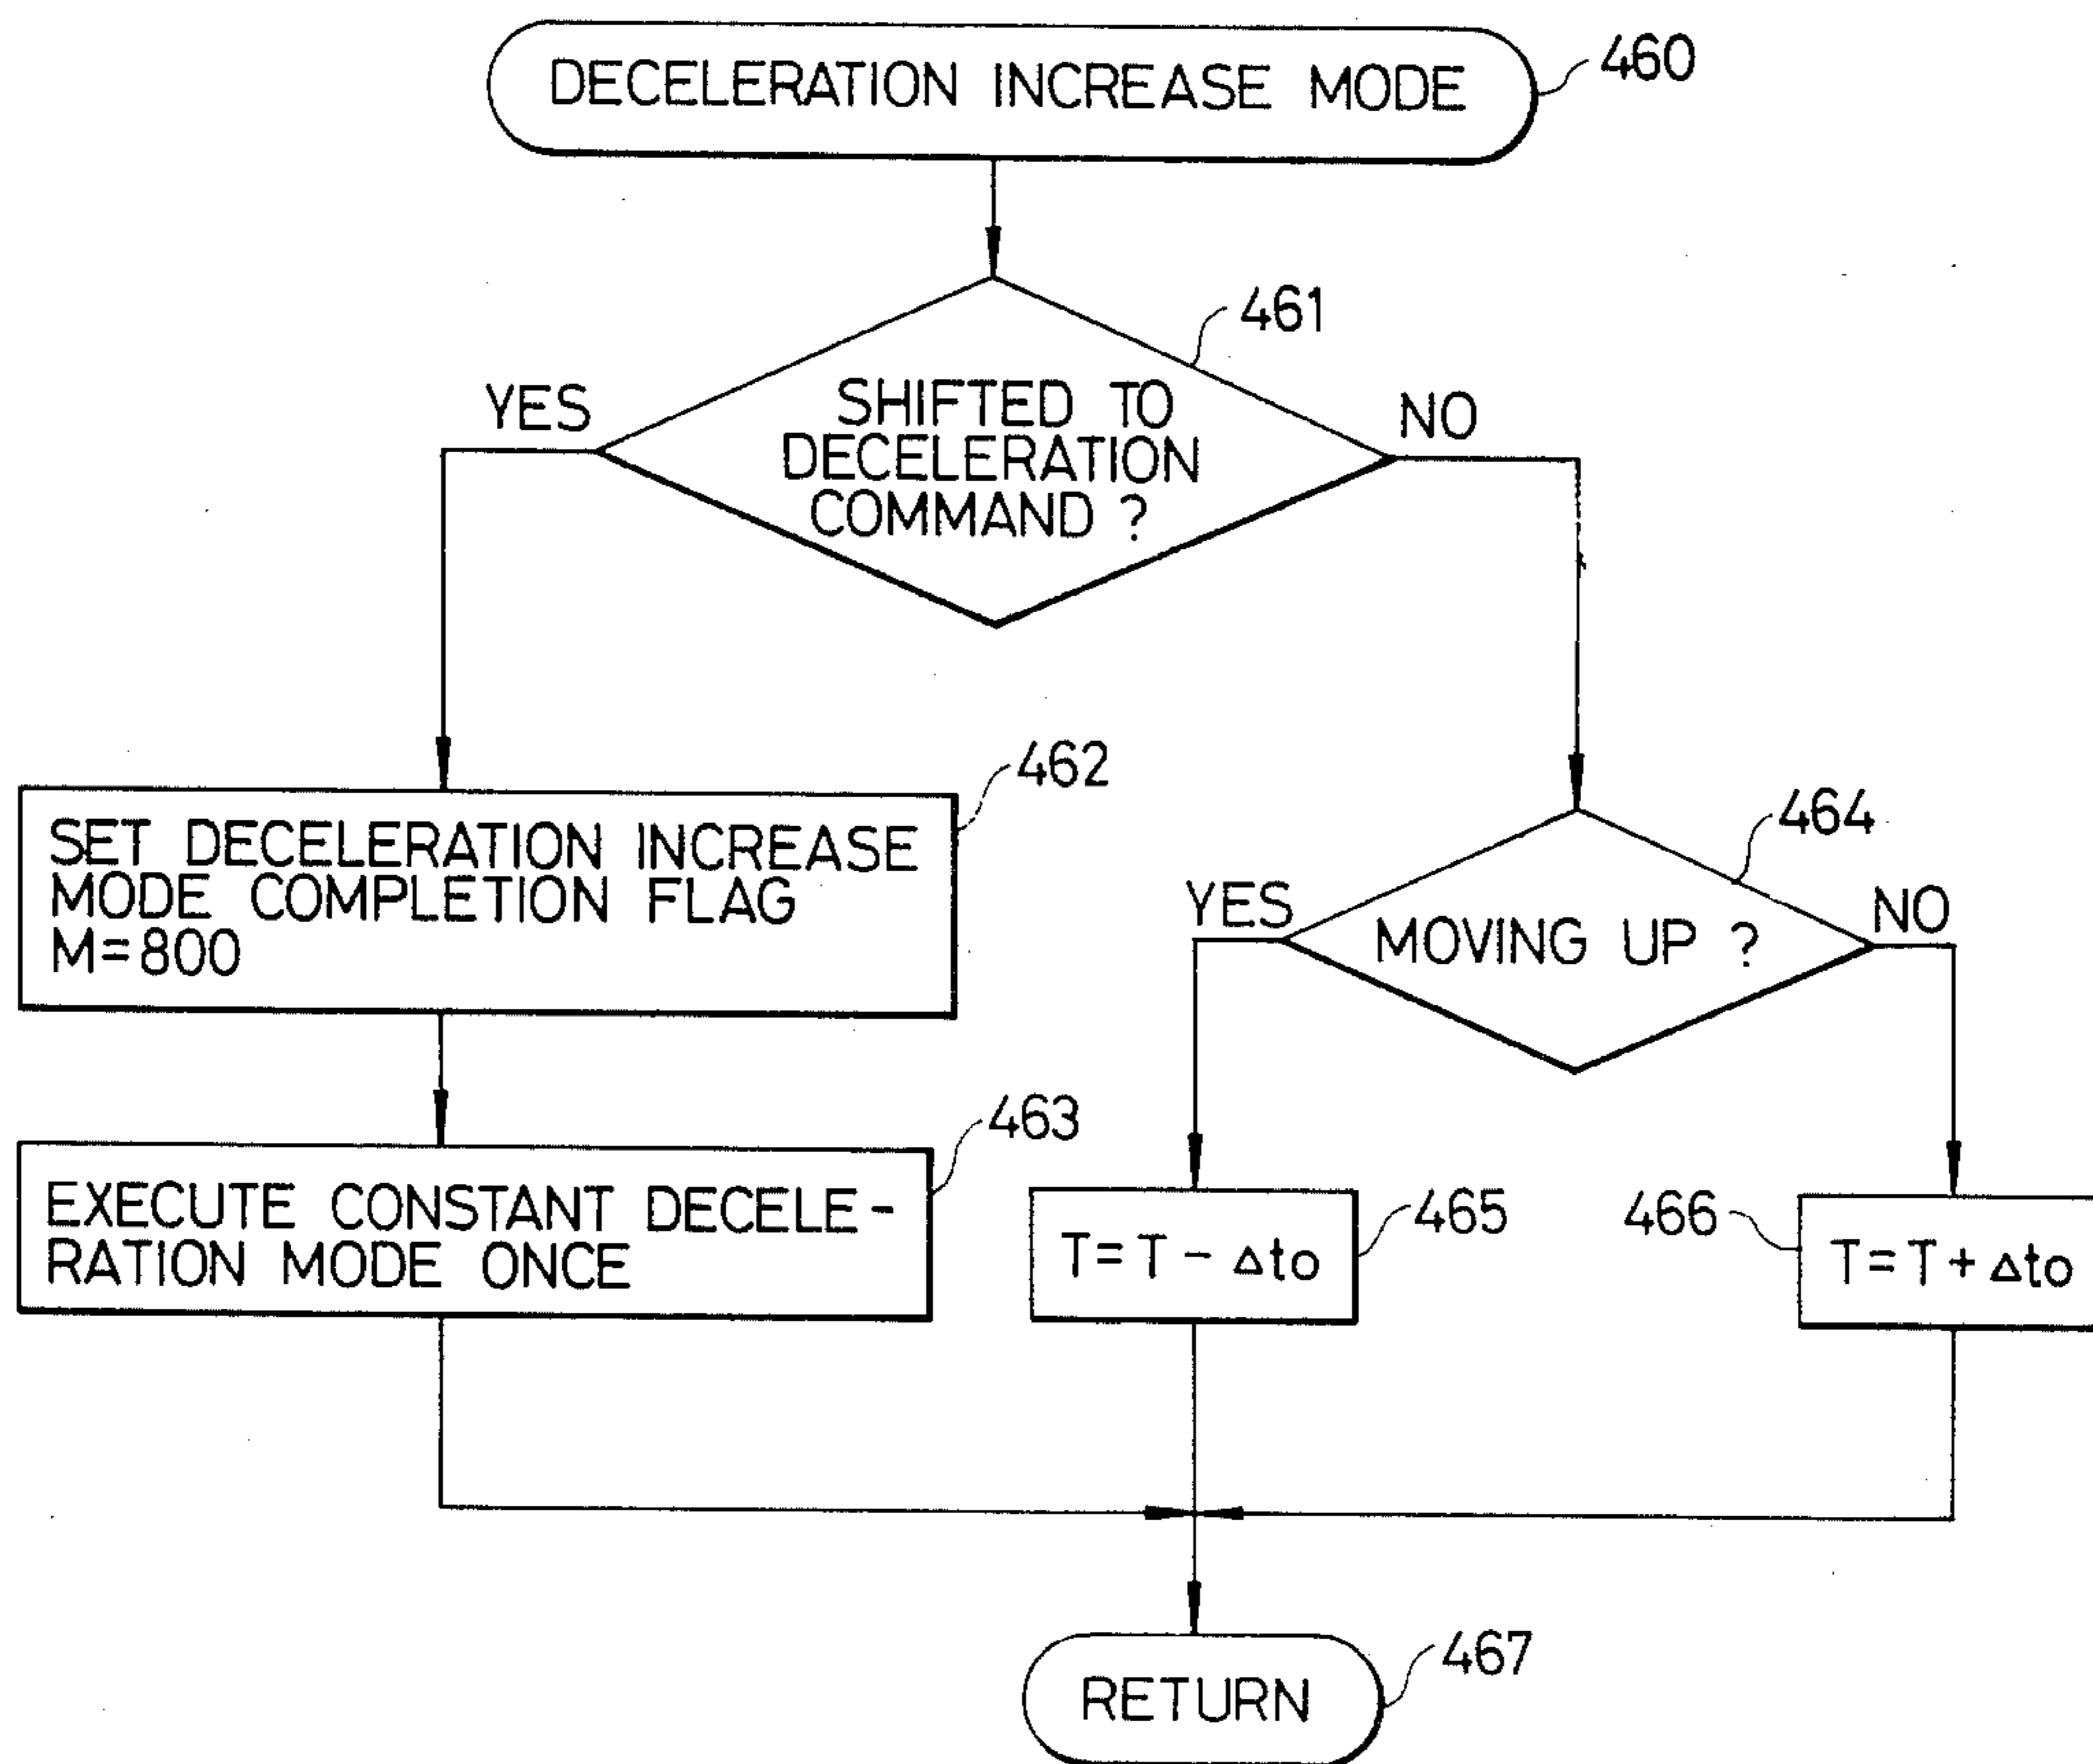 DECELERATION INCREASE MODE
460
461
SHIFTED TO
DECELERATION
COMMAND ?
YES
NO
462
SET DECELERATION INCREASE
MODE COMPLETION FLAG
M=800
464
MOVING UP ?
YES
NO
463
EXECUTE CONSTANT DECELE-
RATION MODE ONCE
T=T-Δto
465
466
T=T+Δto
RETURN
467